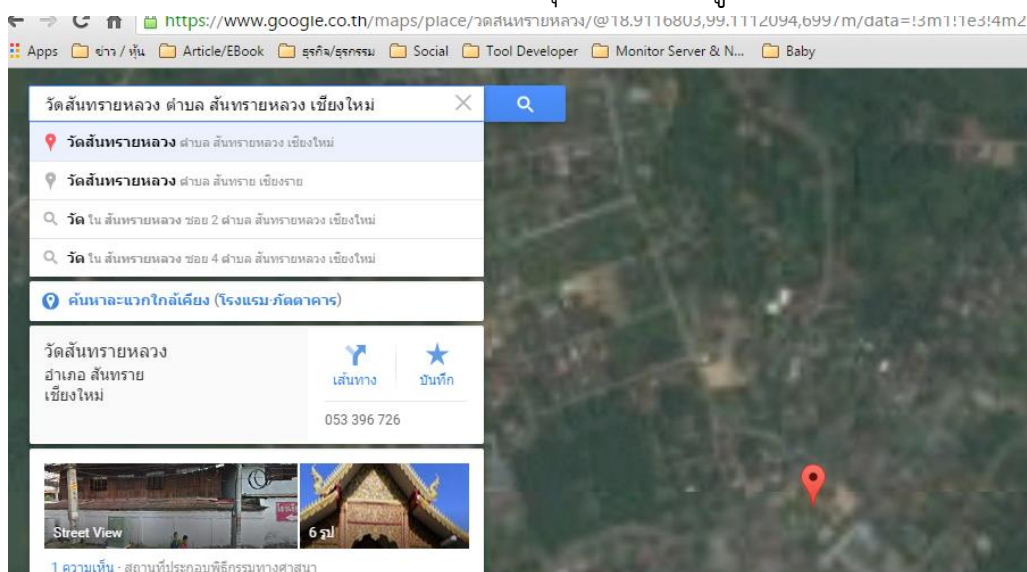 https://www.google.co.th/maps/place/วัดสันทรายหลวง/@18.9116803,99.1112094,6997m/data=!3m1!1e3!4m2
Apps ข่าว / หุ้น Article/EBook ธุรกิจ/ธุรกรรม Social Tool Developer Monitor Server & N... Baby
วัดสันทรายหลวง ตำบล สันทรายหลวง เชียงใหม่
วัดสันทรายหลวง ตำบล สันทรายหลวง เชียงใหม่
วัดสันทรายหลวง ตำบล สันทราย เชียงราย
วัด ใน สันทรายหลวง ซอย 2 ตำบล สันทรายหลวง เชียงใหม่
วัด ใน สันทรายหลวง ซอย 4 ตำบล สันทรายหลวง เชียงใหม่
ค้นหาละแวกใกล้เคียง (โรงแรม·ภัตตาคาร)
วัดสันทรายหลวง
อำเภอ สันทราย
เชียงใหม่
เส้นทาง
บันทึก
053 396 726
Street View
6 รูป
1 ความเห็น · สถานที่ประกอบพิธีกรรมทางศาสนา